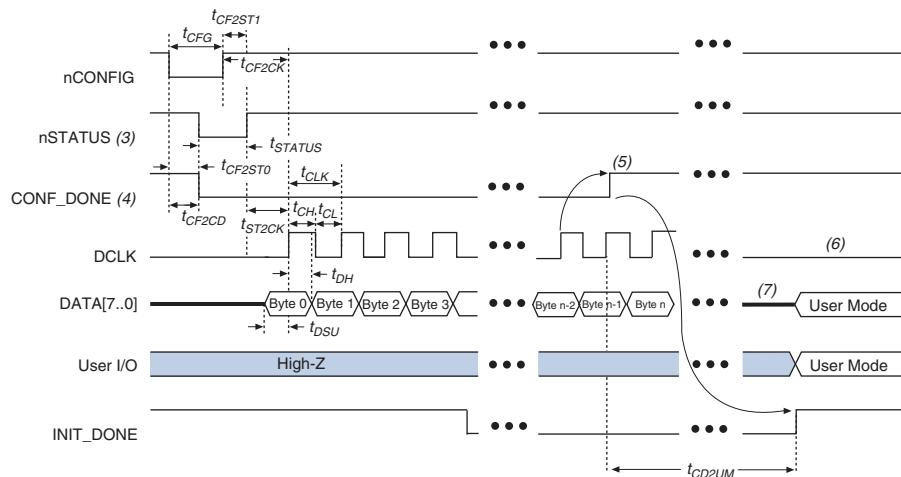 tCF2ST1
tCFG
tCF2CK
nCONFIG
nSTATUS (3)
tSTATUS
tCF2ST0
tCLK
(5)
CONF_DONE (4)
tCF2CD
tST2CK
tCH
tCL
(6)
DCLK
tDH
(7)
DATA[7..0]
Byte 0
Byte 1
Byte 2
Byte 3
Byte n-2
Byte n-1
Byte n
User Mode
tDSU
User I/O
High-Z
User Mode
INIT_DONE
tCD2UM